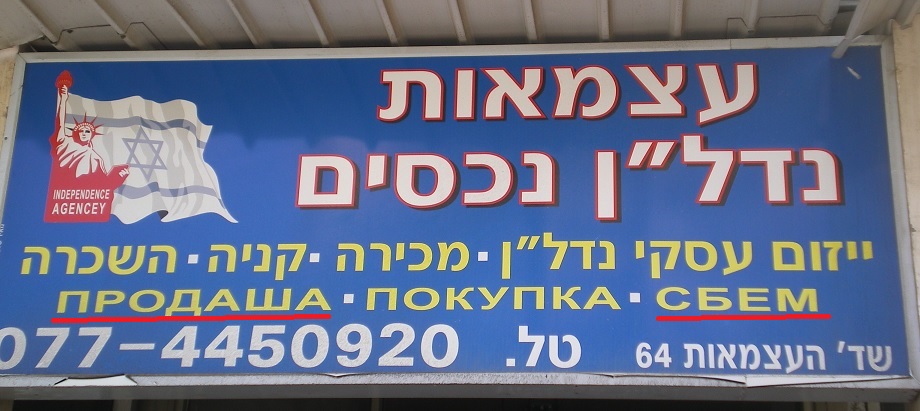 עצמאות
נדל"ן נכסים
INDEPENDENCE
AGENCEY
ייזום עסקי נדל"ן · מכירה · קניה · השכרה
ПРОДАША · ПОКУПКА · СБЕМ
שד' העצמאות 64 טל. 077-4450920